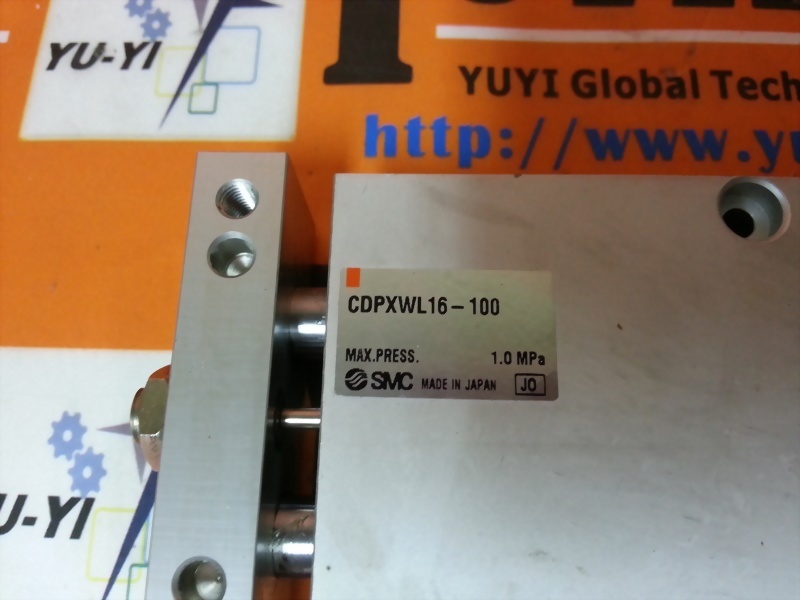 YU-YI
YUYI Global Tech
http://www.yu
CDPXWL16-100
MAX.PRESS. 1.0 MPa
SMC MADE IN JAPAN JO
U-YI